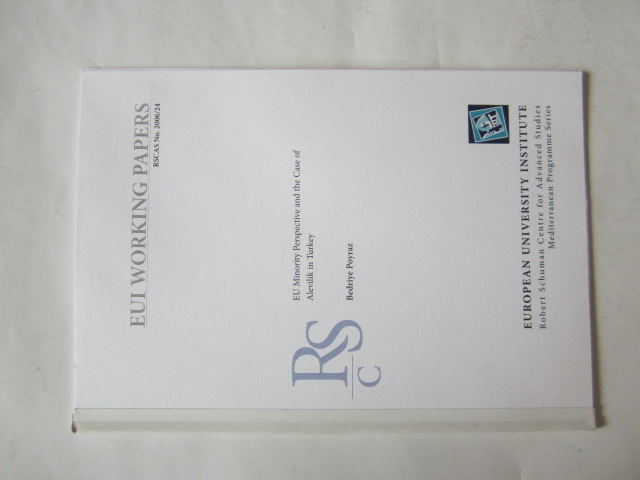 EUI WORKING PAPERS
RSCAS No. 2006/24
EU Minority Perspective and the Case of
Alevilik in Turkey
Bedriye Poyraz
RS
C
EUROPEAN UNIVERSITY INSTITUTE
Robert Schuman Centre for Advanced Studies
Mediterranean Programme Series